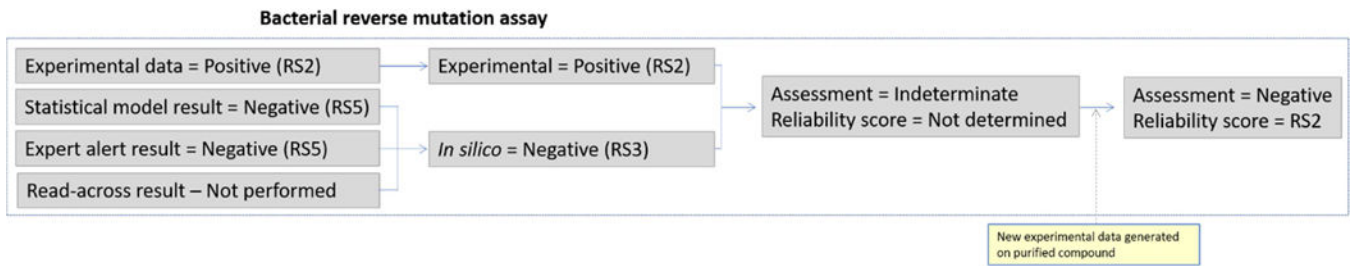 Bacterial reverse mutation assay
Experimental data = Positive (RS2)
Statistical model result = Negative (RS5)
Expert alert result = Negative (RS5)
Read-across result – Not performed
Experimental = Positive (RS2)
In silico = Negative (RS3)
Assessment = Indeterminate
Reliability score = Not determined
Assessment = Negative
Reliability score = RS2
New experimental data generated
on purified compound